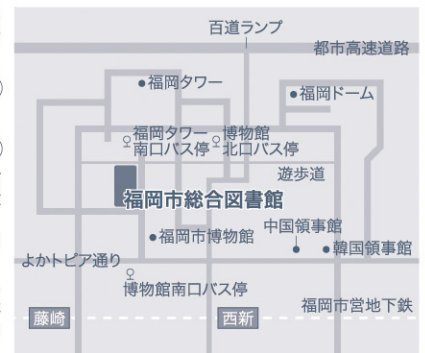 百道ランプ
都市高速道路
福岡タワー
福岡ドーム
福岡タワー
南口バス停
博物館
北口バス停
遊歩道
福岡市総合図書館
中国領事館
福岡市博物館
韓国領事館
よかトピア通り
博物館南口バス停
福岡市営地下鉄
藤崎
西新